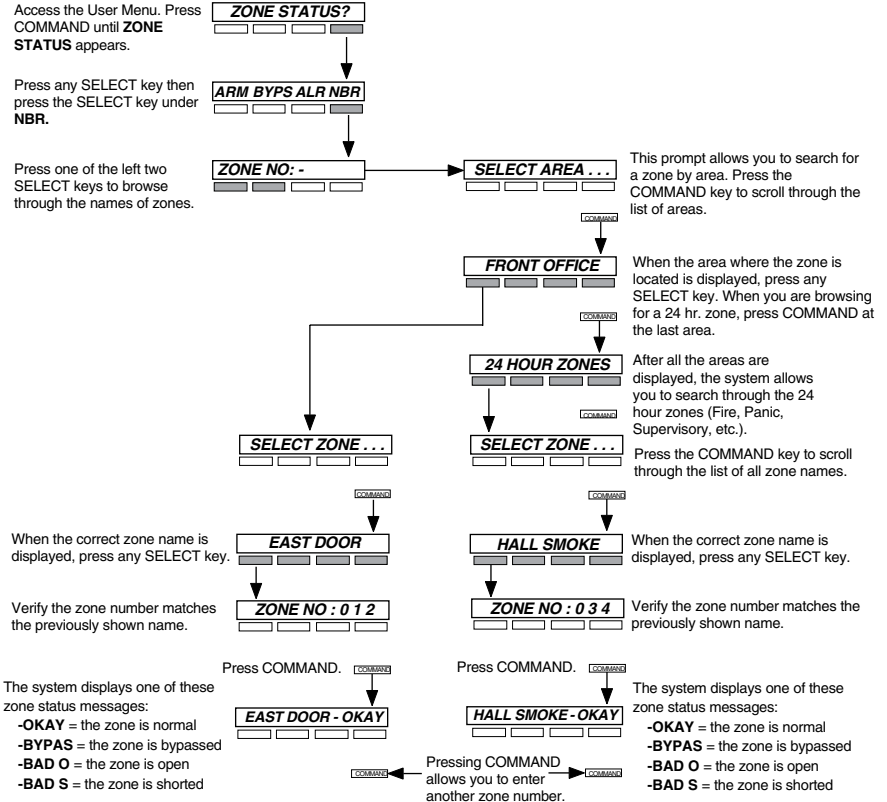 Access the User Menu. Press
COMMAND until ZONE
STATUS appears.
ZONE STATUS?
Press any SELECT key then
press the SELECT key under
NBR.
ARM BYPS ALR NBR
Press one of the left two
SELECT keys to browse
through the names of zones.
ZONE NO: -
SELECT AREA . . .
This prompt allows you to search for
a zone by area. Press the
COMMAND key to scroll through the
list of areas.
COMMAND
FRONT OFFICE
When the area where the zone is
located is displayed, press any
SELECT key. When you are browsing
for a 24 hr. zone, press COMMAND at
the last area.
COMMAND
24 HOUR ZONES
After all the areas are
displayed, the system allows
you to search through the 24
hour zones (Fire, Panic,
Supervisory, etc.).
COMMAND
SELECT ZONE . . .
SELECT ZONE . . .
Press the COMMAND key to scroll
through the list of all zone names.
COMMAND
COMMAND
When the correct zone name is
displayed, press any SELECT key.
EAST DOOR
HALL SMOKE
When the correct zone name is
displayed, press any SELECT key.
Verify the zone number matches
the previously shown name.
ZONE NO : 0 1 2
ZONE NO : 0 3 4
Verify the zone number matches the
previously shown name.
Press COMMAND.
COMMAND
Press COMMAND.
COMMAND
The system displays one of these
zone status messages:
-OKAY = the zone is normal
-BYPAS = the zone is bypassed
-BAD O = the zone is open
-BAD S = the zone is shorted
EAST DOOR - OKAY
HALL SMOKE - OKAY
The system displays one of these
zone status messages:
-OKAY = the zone is normal
-BYPAS = the zone is bypassed
-BAD O = the zone is open
-BAD S = the zone is shorted
COMMAND
Pressing COMMAND
allows you to enter
another zone number.
COMMAND